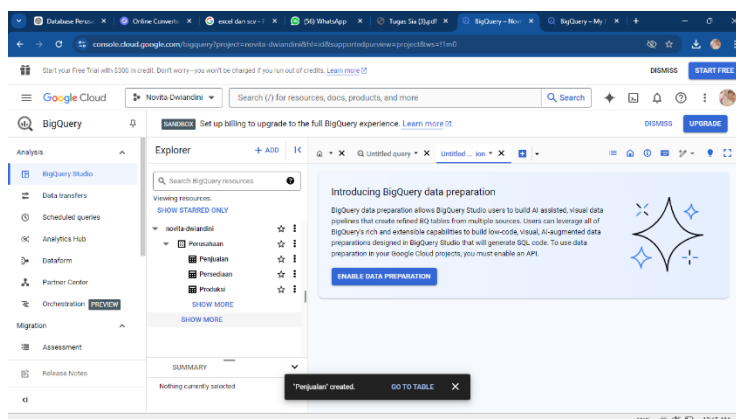 Database Perusa
Online Converte
excel dan scv - F
(56) WhatsApp
Tugas Sia (3).pdf
BigQuery – Nov
BigQuery – My f
console.cloud.google.com/bigquery?project=novita-dwiandini&hl=id&supportedpurview=project&ws=!1m0
Start your Free Trial with $300 in credit. Don't worry—you won't be charged if you run out of credits. Learn more
DISMISS
START FREE
Google Cloud
Novita-Dwiandini
Search (/) for resources, docs, products, and more
Search
BigQuery
SANDBOX Set up billing to upgrade to the full BigQuery experience. Learn more
DISMISS
UPGRADE
Analysis
BigQuery Studio
Data transfers
Scheduled queries
Analytics Hub
Dataform
Partner Center
Orchestration PREVIEW
Migration
Assessment
Release Notes
Explorer
+ ADD
Search BigQuery resources
Viewing resources.
SHOW STARRED ONLY
novita-dwiandini
Perusahaan
Penjualan
Persediaan
Produksi
SHOW MORE
SHOW MORE
SUMMARY
Nothing currently selected
Untitled query
Untitled ... ion
Introducing BigQuery data preparation
BigQuery data preparation allows BigQuery Studio users to build AI assisted, visual data
pipelines that create refined BQ tables from multiple sources. Users can leverage all of
BigQuery's rich and extensible capabilities to build low-code, visual, AI-augmented data
preparations designed in BigQuery Studio that will generate SQL code. To use data
preparation in your Google Cloud projects, you must enable an API.
ENABLE DATA PREPARATION
"Penjualan" created.
GO TO TABLE